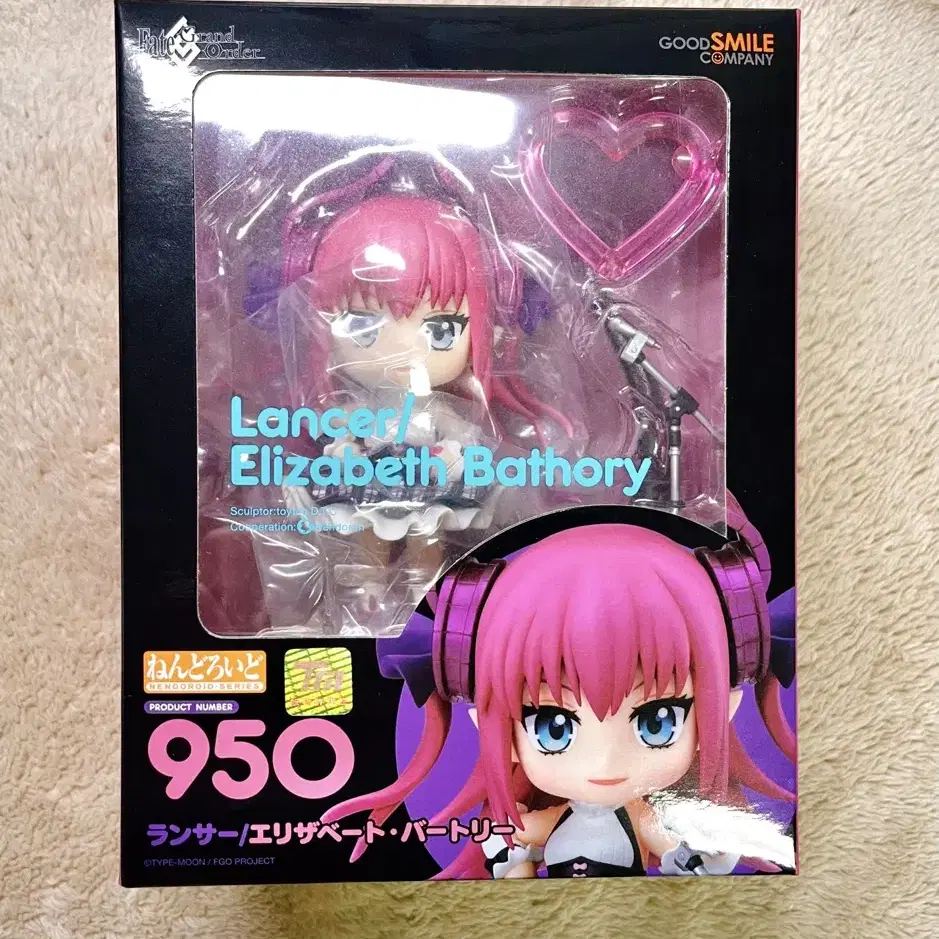 Fate Grand Order
GOOD SMILE
COMPANY
Lancer/
Elizabeth Bathory
ねんどろいど
NENDOROID-SERIES
PRODUCT NUMBER
950
ランサー/エリザベート・バートリー
©TYPE-MOON / FGO PROJECT